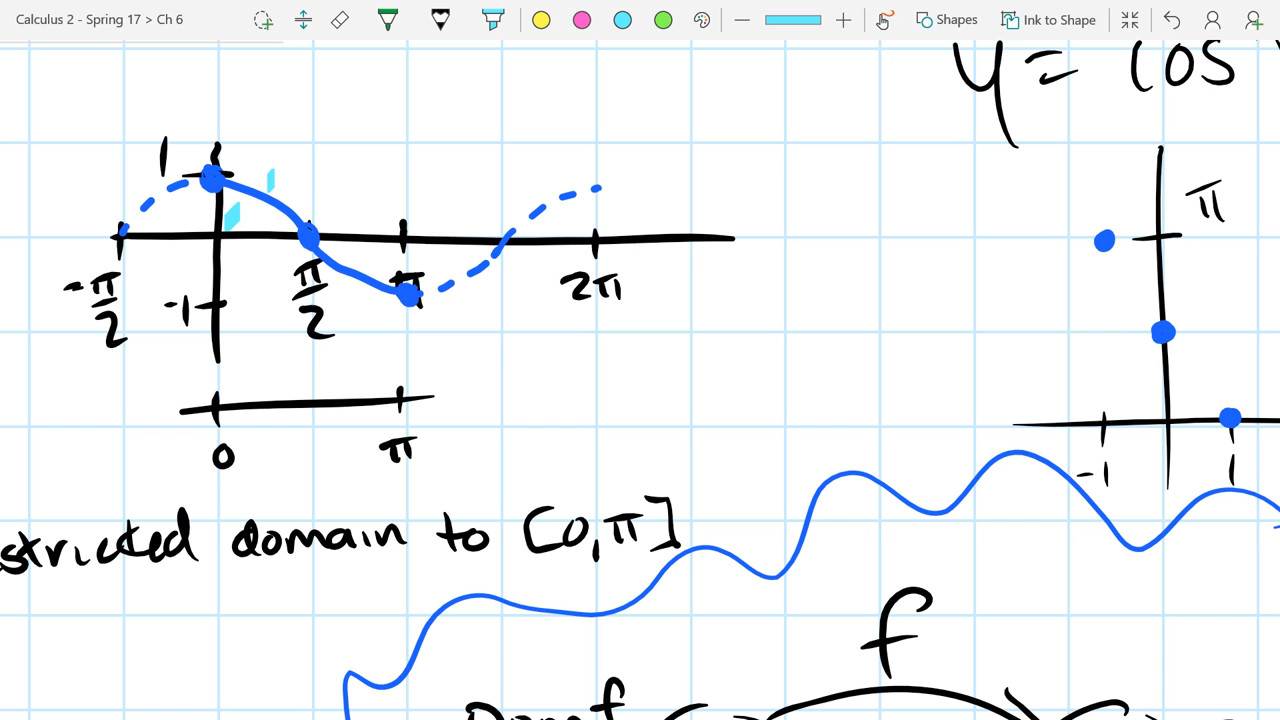 Calculus 2 - Spring 17 > Ch 6
Shapes
Ink to Shape
y = cos
1
-π/2
-1
π/2
π
2π
0
π
π
-1
1
stricted domain to [0,π]
f
Dom f